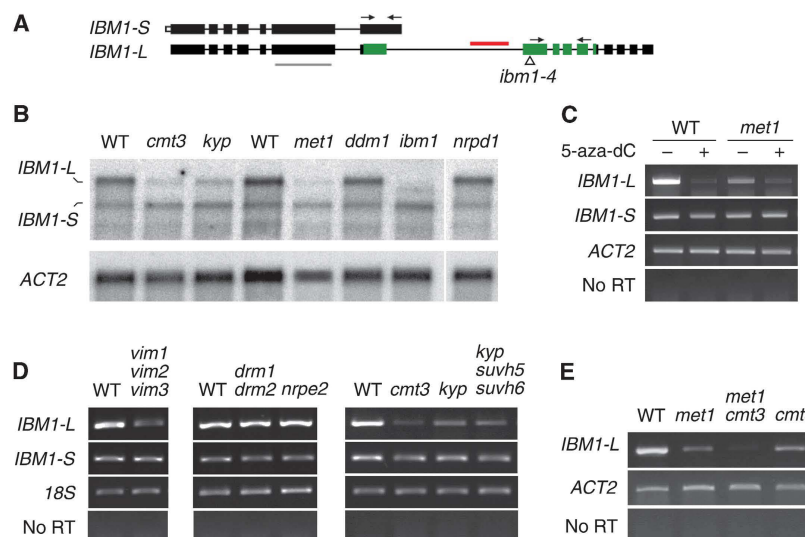 A
IBM1-S
IBM1-L
ibm1-4
B
WT cmt3 kyp WT met1 ddm1 ibm1 nrpd1
IBM1-L
IBM1-S
ACT2
C
WT met1
5-aza-dC − + − +
IBM1-L
IBM1-S
ACT2
No RT
D
WT vim1 vim2 vim3
WT drm1 drm2 nrpe2
WT cmt3 kyp kyp suvh5 suvh6
IBM1-L
IBM1-S
18S
No RT
E
WT met1 met1 cmt3 cmt
IBM1-L
ACT2
No RT